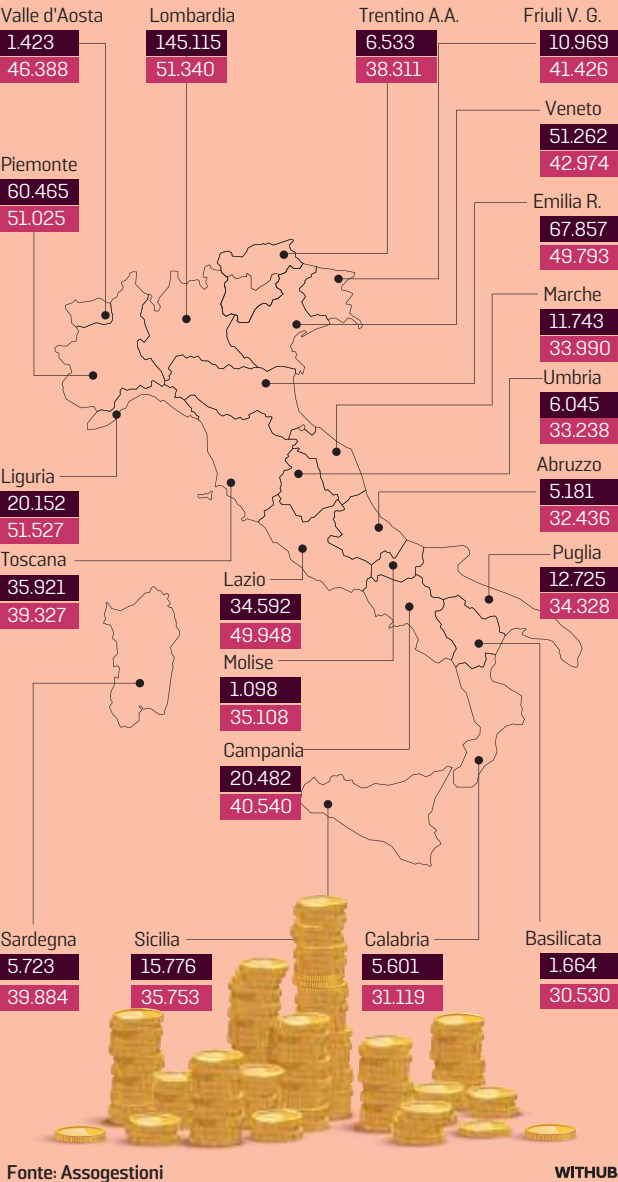 Valle d'Aosta
1.423
46.388
Lombardia
145.115
51.340
Trentino A.A.
6.533
38.311
Friuli V. G.
10.969
41.426
Veneto
51.262
42.974
Piemonte
60.465
51.025
Emilia R.
67.857
49.793
Marche
11.743
33.990
Umbria
6.045
33.238
Abruzzo
5.181
32.436
Liguria
20.152
51.527
Toscana
35.921
39.327
Puglia
12.725
34.328
Lazio
34.592
49.948
Molise
1.098
35.108
Campania
20.482
40.540
Sardegna
5.723
39.884
Sicilia
15.776
35.753
Calabria
5.601
31.119
Basilicata
1.664
30.530
Fonte: Assogestioni
WITHUB